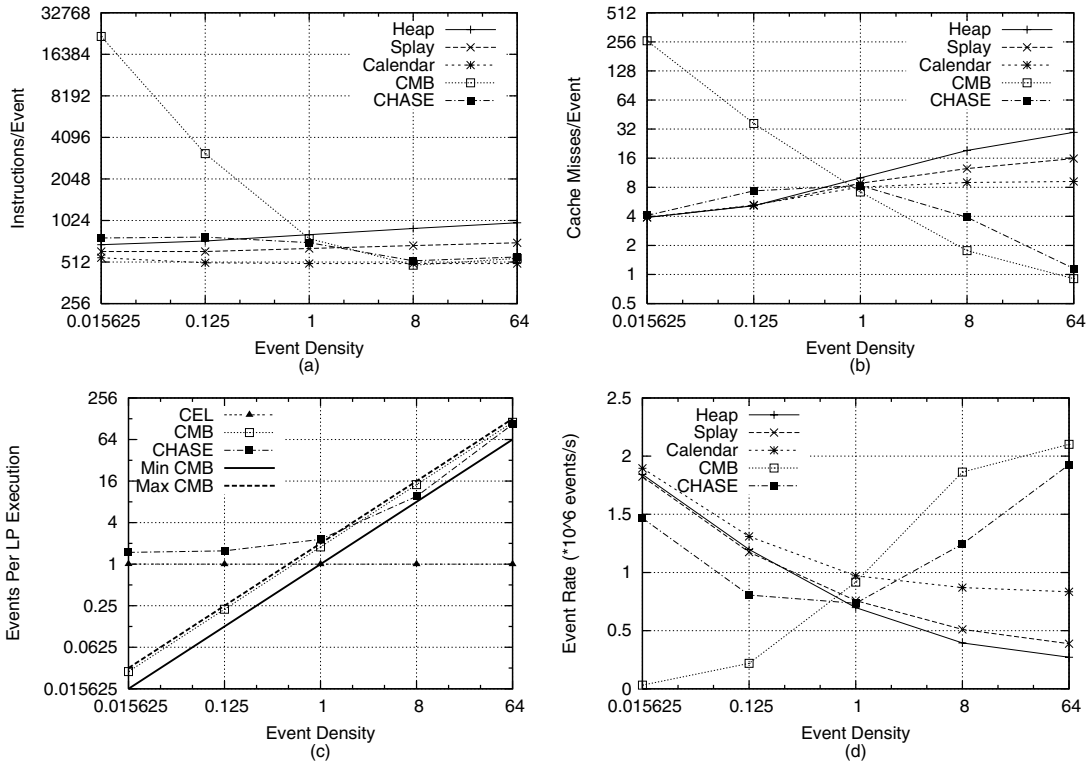 32768
16384
8192
4096
2048
1024
512
256
Instructions/Event
Heap
Splay
Calendar
CMB
CHASE
0.015625 0.125 1 8 64
Event Density
(a)
512
256
128
64
32
16
8
4
2
1
0.5
Cache Misses/Event
Heap
Splay
Calendar
CMB
CHASE
0.015625 0.125 1 8 64
Event Density
(b)
256
64
16
4
1
0.25
0.0625
0.015625
Events Per LP Execution
CEL
CMB
CHASE
Min CMB
Max CMB
0.015625 0.125 1 8 64
Event Density
(c)
2.5
2
1.5
1
0.5
0
Event Rate (*10^6 events/s)
Heap
Splay
Calendar
CMB
CHASE
0.015625 0.125 1 8 64
Event Density
(d)